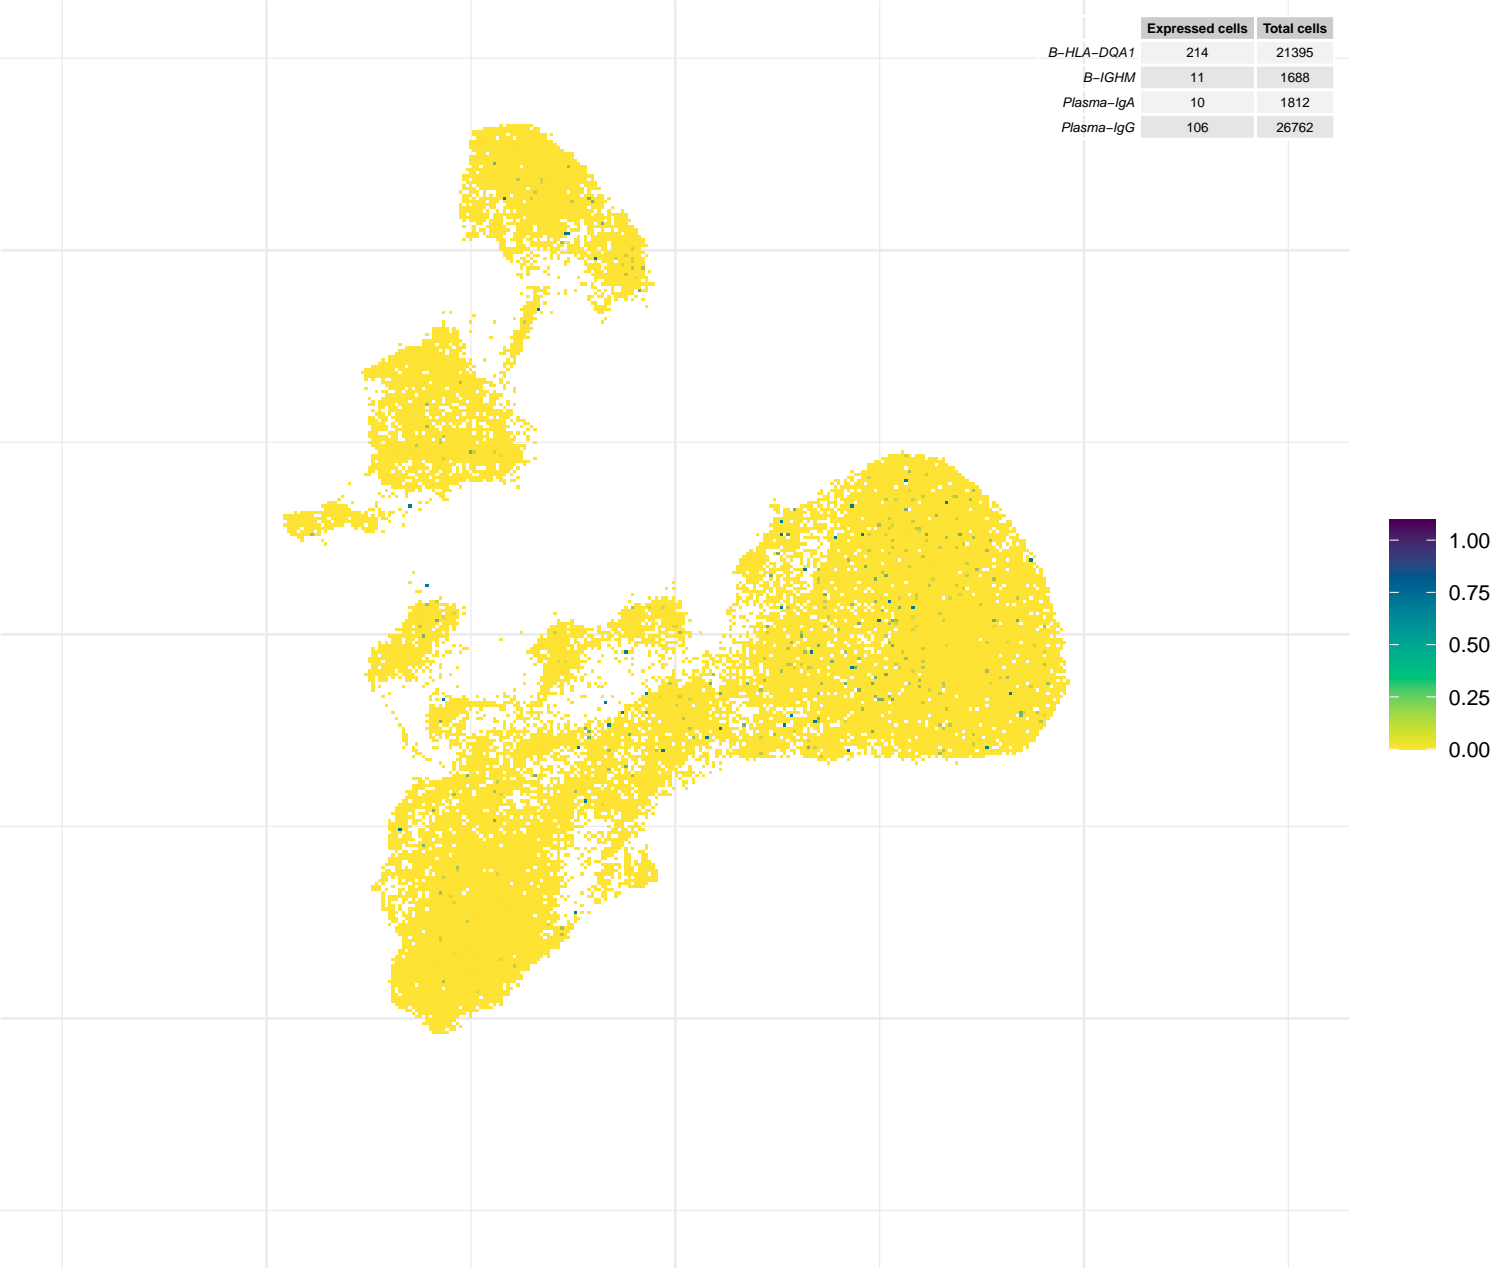 Expressed cells Total cells
B−HLA−DQA1 214 21395
B−IGHM 11 1688
Plasma−IgA 10 1812
Plasma−IgG 106 26762
1.00
0.75
0.50
0.25
0.00